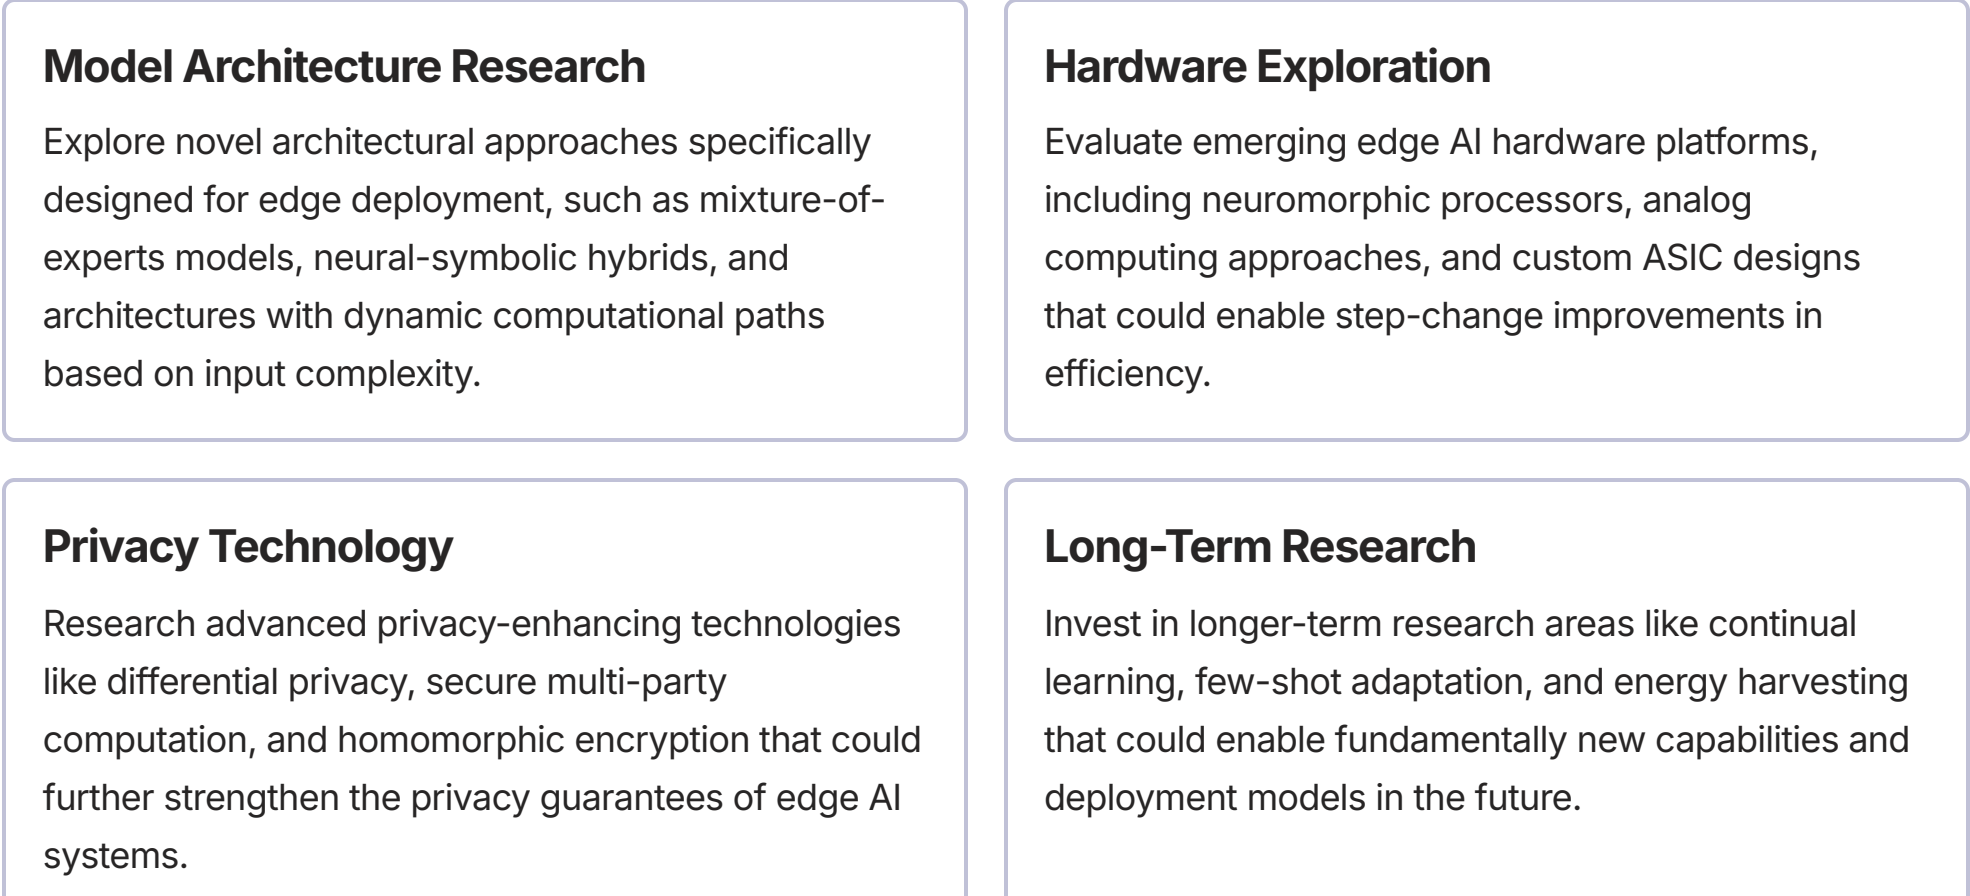 Model Architecture Research
Explore novel architectural approaches specifically
designed for edge deployment, such as mixture-of-
experts models, neural-symbolic hybrids, and
architectures with dynamic computational paths
based on input complexity.
Hardware Exploration
Evaluate emerging edge AI hardware platforms,
including neuromorphic processors, analog
computing approaches, and custom ASIC designs
that could enable step-change improvements in
efficiency.
Privacy Technology
Research advanced privacy-enhancing technologies
like differential privacy, secure multi-party
computation, and homomorphic encryption that could
further strengthen the privacy guarantees of edge AI
systems.
Long-Term Research
Invest in longer-term research areas like continual
learning, few-shot adaptation, and energy harvesting
that could enable fundamentally new capabilities and
deployment models in the future.